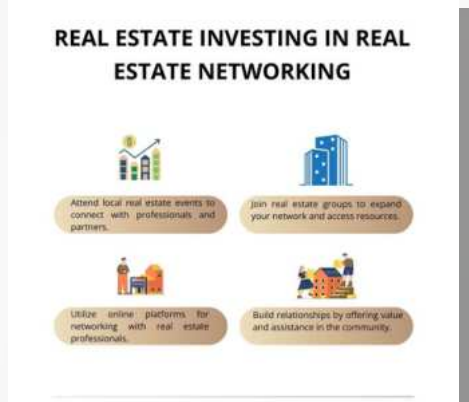 REAL ESTATE INVESTING IN REAL
ESTATE NETWORKING
Attend local real estate events to
connect with professionals and
partners.
Join real estate groups to expand
your network and access resources.
Utilize online platforms for
networking with real estate
professionals.
Build relationships by offering value
and assistance in the community.